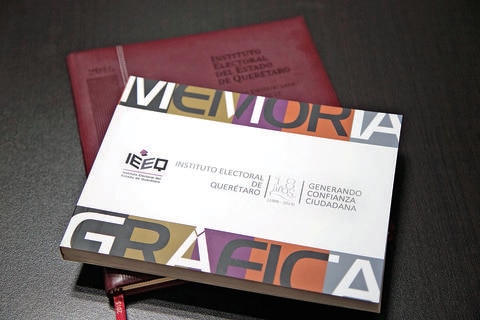 INSTITUTO
ELECTORAL
DEL ESTADO
DE QUERÉTARO
MEMORIA
IEEQ
Instituto Electoral del
Estado de Querétaro
INSTITUTO ELECTORAL
DE
QUERÉTARO
años
GENERANDO
CONFIANZA
CIUDADANA
GRÁFICA
2015